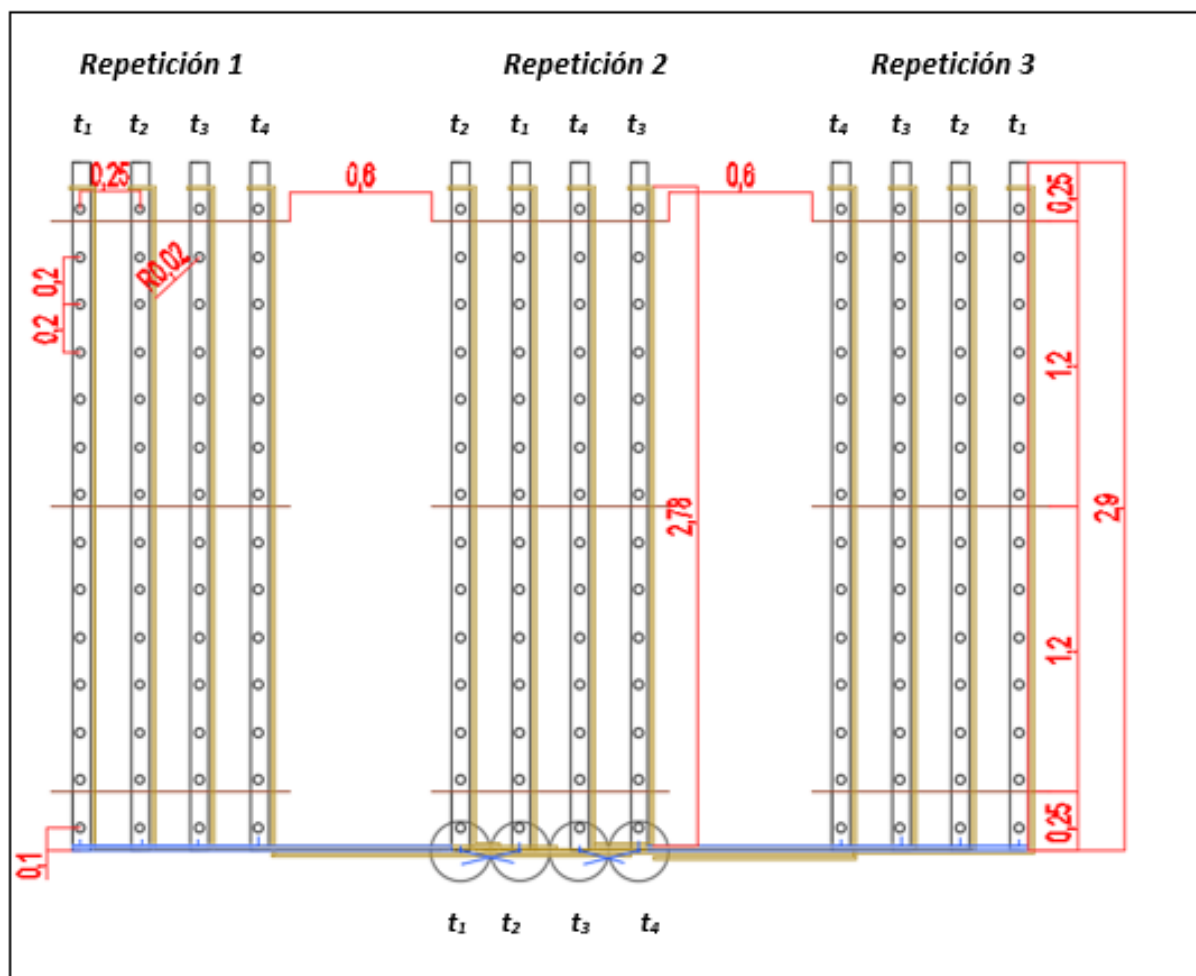 Repetición 1 Repetición 2 Repetición 3
t₁ t₂ t₃ t₄ t₂ t₁ t₄ t₃ t₄ t₃ t₂ t₁
0,25 0,6 0,6 0,25
R0,02
0,2
0,2
1,2
2,78 2,9
1,2
0,25
0,1
t₁ t₂ t₃ t₄